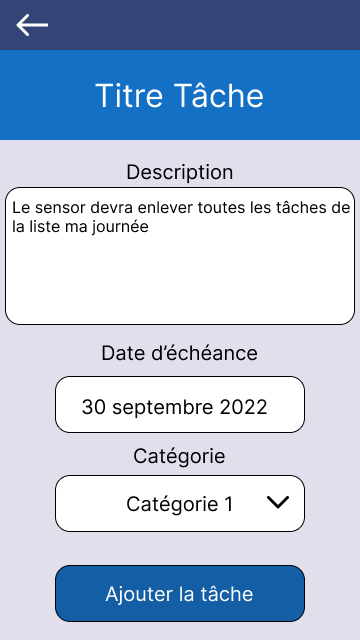 Titre Tâche
Description
Le sensor devra enlever toutes les tâches de
la liste ma journée
Date d’échéance
30 septembre 2022
Catégorie
Catégorie 1
Ajouter la tâche